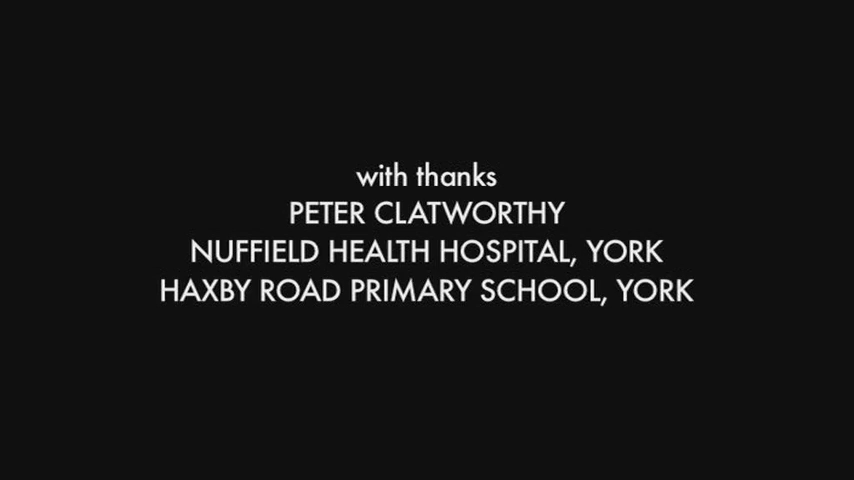 with thanks
PETER CLATWORTHY
NUFFIELD HEALTH HOSPITAL, YORK
HAXBY ROAD PRIMARY SCHOOL, YORK